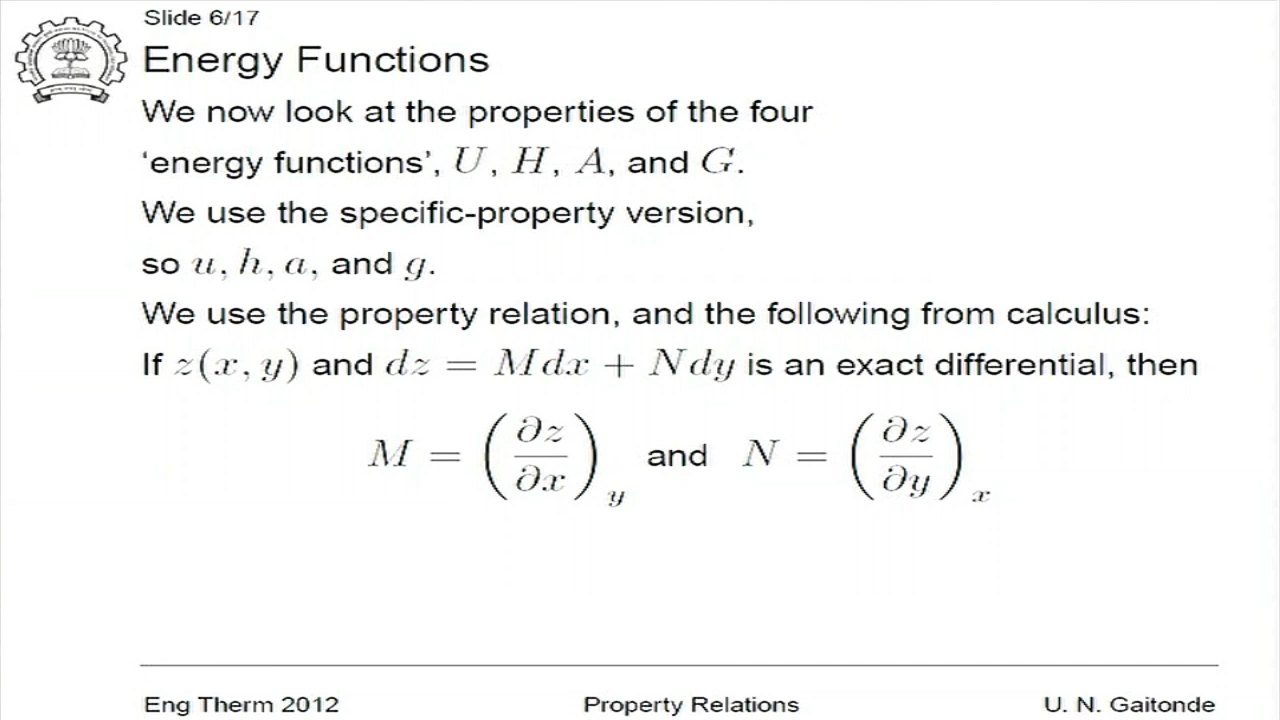 Slide 6/17
Energy Functions
We now look at the properties of the four
‘energy functions’, U, H, A, and G.
We use the specific-property version,
so u, h, a, and g.
We use the property relation, and the following from calculus:
If z(x, y) and dz = Mdx + Ndy is an exact differential, then
M = (∂z/∂x)_y and N = (∂z/∂y)_x
Eng Therm 2012 Property Relations U. N. Gaitonde